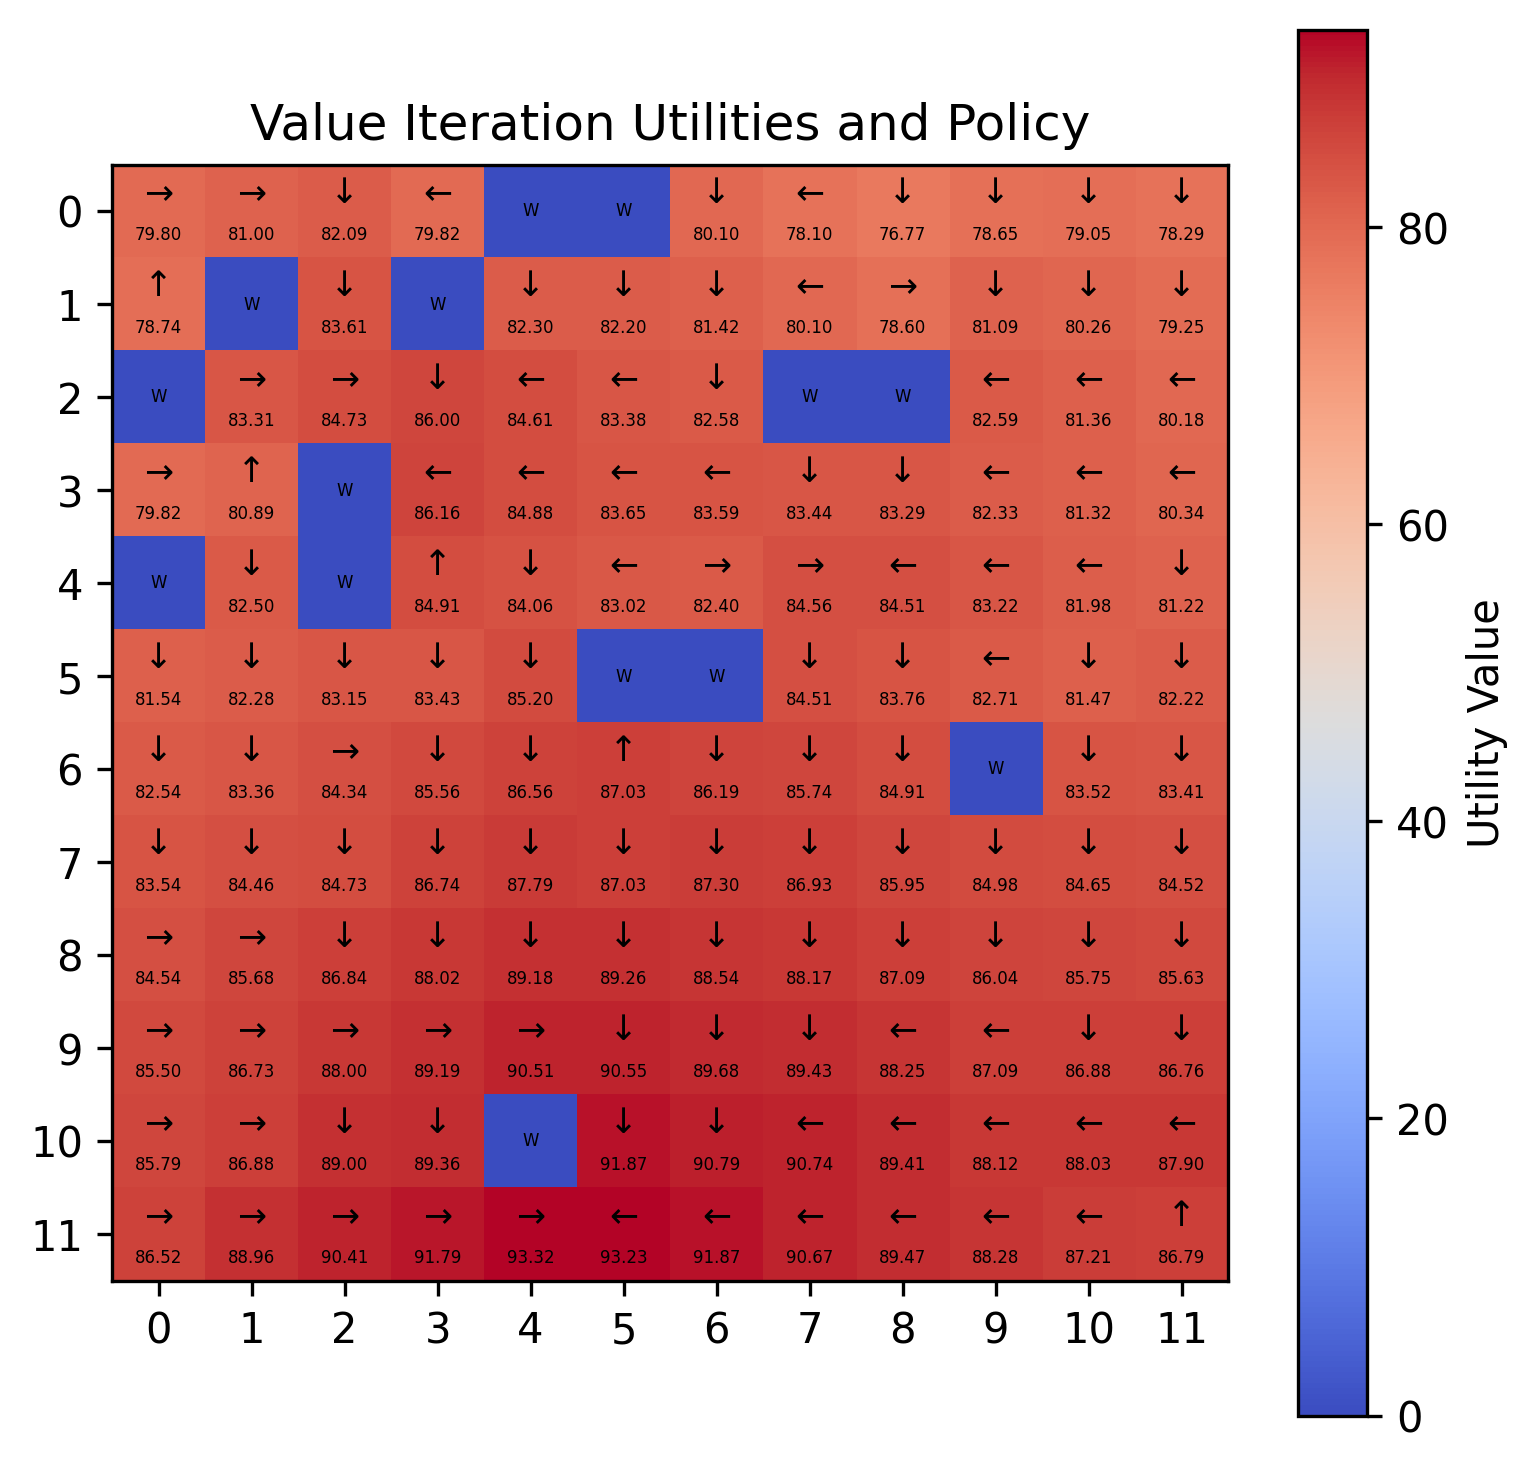 Value Iteration Utilities and Policy
0 → → ↓ ← W W ↓ ← ↓ ↓ ↓ ↓
79.80 81.00 82.09 79.82 80.10 78.10 76.77 78.65 79.05 78.29
1 ↑ W ↓ W ↓ ↓ ↓ ← → ↓ ↓ ↓
78.74 83.61 82.30 82.20 81.42 80.10 78.60 81.09 80.26 79.25
2 W → → ↓ ← ← ↓ W W ← ← ←
83.31 84.73 86.00 84.61 83.38 82.58 82.59 81.36 80.18
3 → ↑ W ← ← ← ← ↓ ↓ ← ← ←
79.82 80.89 86.16 84.88 83.65 83.59 83.44 83.29 82.33 81.32 80.34
4 W ↓ W ↑ ↓ ← → → ← ← ← ↓
82.50 84.91 84.06 83.02 82.40 84.56 84.51 83.22 81.98 81.22
5 ↓ ↓ ↓ ↓ ↓ W W ↓ ↓ ← ↓ ↓
81.54 82.28 83.15 83.43 85.20 84.51 83.76 82.71 81.47 82.22
6 ↓ ↓ → ↓ ↓ ↑ ↓ ↓ ↓ W ↓ ↓
82.54 83.36 84.34 85.56 86.56 87.03 86.19 85.74 84.91 83.52 83.41
7 ↓ ↓ ↓ ↓ ↓ ↓ ↓ ↓ ↓ ↓ ↓ ↓
83.54 84.46 84.73 86.74 87.79 87.03 87.30 86.93 85.95 84.98 84.65 84.52
8 → → ↓ ↓ ↓ ↓ ↓ ↓ ↓ ↓ ↓ ↓
84.54 85.68 86.84 88.02 89.18 89.26 88.54 88.17 87.09 86.04 85.75 85.63
9 → → → → → ↓ ↓ ↓ ← ← ↓ ↓
85.50 86.73 88.00 89.19 90.51 90.55 89.68 89.43 88.25 87.09 86.88 86.76
10 → → ↓ ↓ W ↓ ↓ ← ← ← ← ←
85.79 86.88 89.00 89.36 91.87 90.79 90.74 89.41 88.12 88.03 87.90
11 → → → → → ← ← ← ← ← ← ↑
86.52 88.96 90.41 91.79 93.32 93.23 91.87 90.67 89.47 88.28 87.21 86.79
0 1 2 3 4 5 6 7 8 9 10 11
80
60
40
20
0
Utility Value